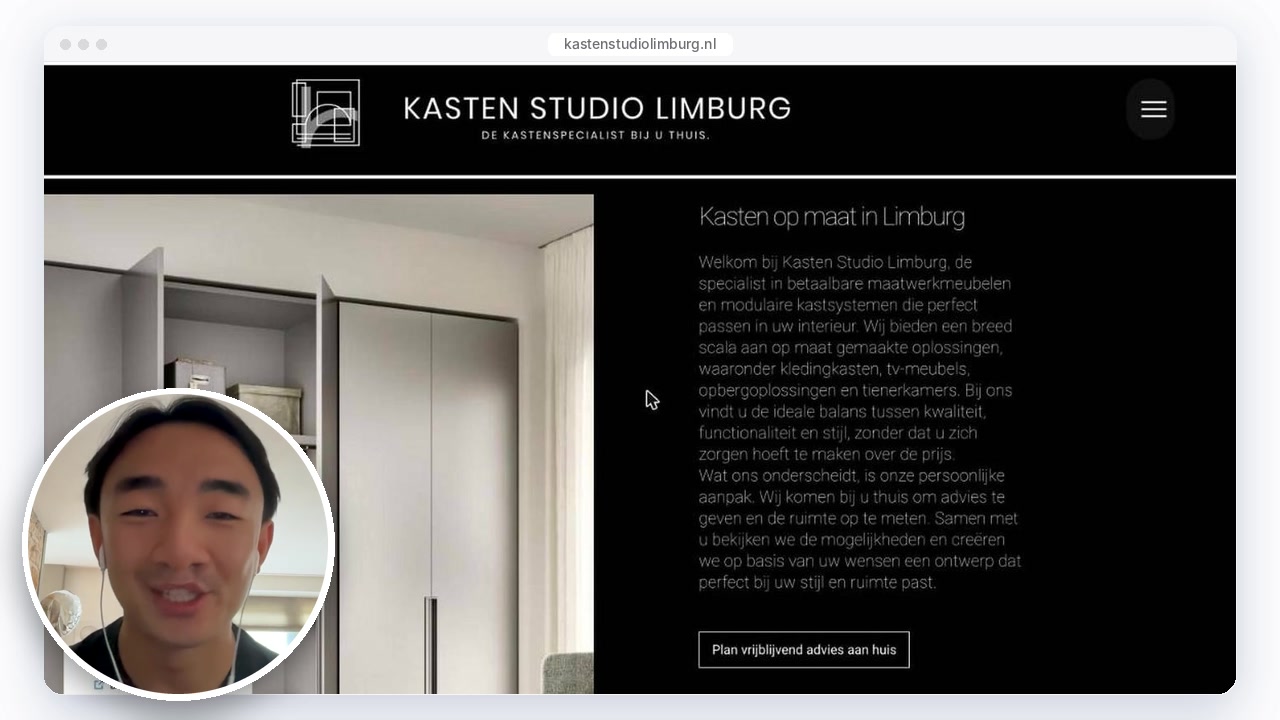 kastenstudiolimburg.nl
KASTEN STUDIO LIMBURG
DE KASTENSPECIALIST BIJ U THUIS.
Kasten op maat in Limburg
Welkom bij Kasten Studio Limburg, de
specialist in betaalbare maatwerkmeubelen
en modulaire kastsystemen die perfect
passen in uw interieur. Wij bieden een breed
scala aan op maat gemaakte oplossingen,
waaronder kledingkasten, tv-meubels,
opbergoplossingen en tienerkamers. Bij ons
vindt u de ideale balans tussen kwaliteit,
functionaliteit en stijl, zonder dat u zich
zorgen hoeft te maken over de prijs.
Wat ons onderscheidt, is onze persoonlijke
aanpak. Wij komen bij u thuis om advies te
geven en de ruimte op te meten. Samen met
u bekijken we de mogelijkheden en creëren
we op basis van uw wensen een ontwerp dat
perfect bij uw stijl en ruimte past.
Plan vrijblijvend advies aan huis